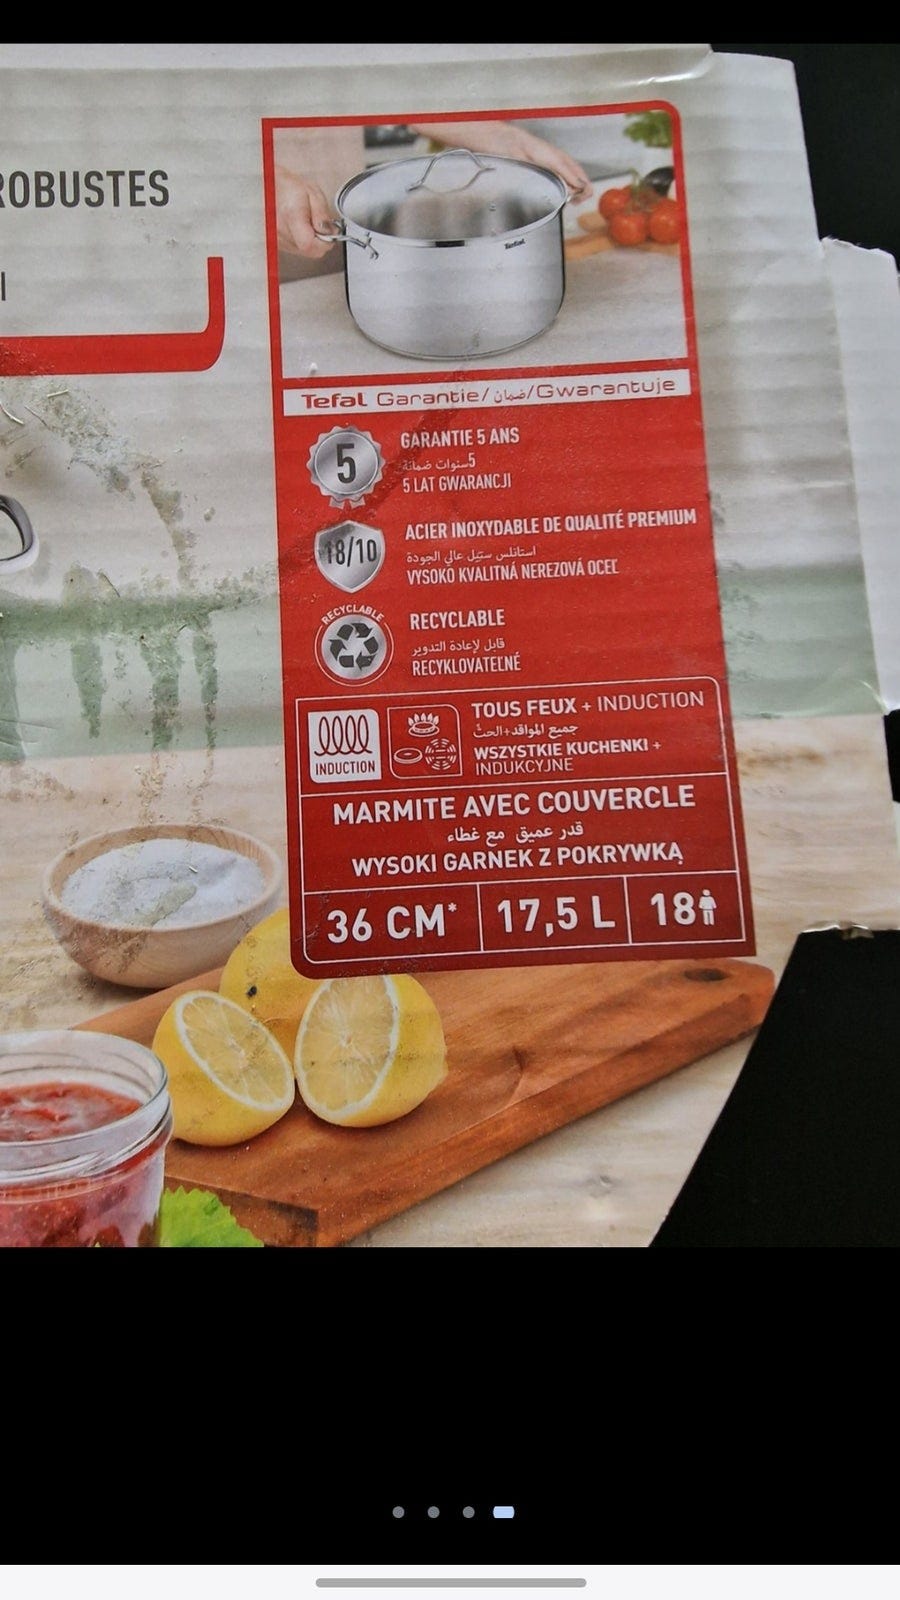 ROBUSTES
Tefal
Tefal Garantie/ضمان/Gwarantuje
5
GARANTIE 5 ANS
5سنوات ضمانة
5 LAT GWARANCJI
18/10
ACIER INOXYDABLE DE QUALITÉ PREMIUM
استانلس ستيل عالي الجودة
VYSOKO KVALITNÁ NEREZOVÁ OCEĽ
RECYCLABLE
RECYCLABLE
قابل لإعادة التدوير
RECYKLOVATEĽNÉ
INDUCTION
TOUS FEUX + INDUCTION
جميع المواقد+الحث
WSZYSTKIE KUCHENKI +
INDUKCYJNE
MARMITE AVEC COUVERCLE
قدر عميق مع غطاء
WYSOKI GARNEK Z POKRYWKĄ
36 CM*
17,5 L
18